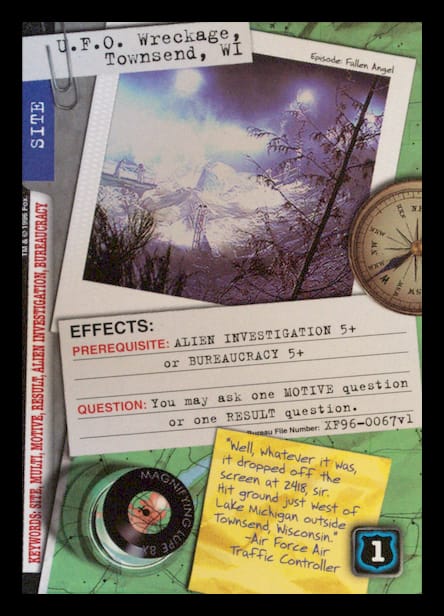 U.F.O. Wreckage,
Townsend, WI
Episode: Fallen Angel
SITE
TM & © 1996 Fox.
KEYWORDS: SITE, MULTI, MOTIVE, RESULT, ALIEN INVESTIGATION, BUREAUCRACY
EFFECTS:
PREREQUISITE: ALIEN INVESTIGATION 5+
or BUREAUCRACY 5+
QUESTION: You may ask one MOTIVE question
or one RESULT question.
Bureau File Number: XF96-0067v1
MAGNIFYING LUPE 8X
"Well, whatever it was,
it dropped off the
screen at 2418, sir.
Hit ground just west of
Lake Michigan outside
Townsend, Wisconsin."
-Air Force Air
Traffic Controller
1